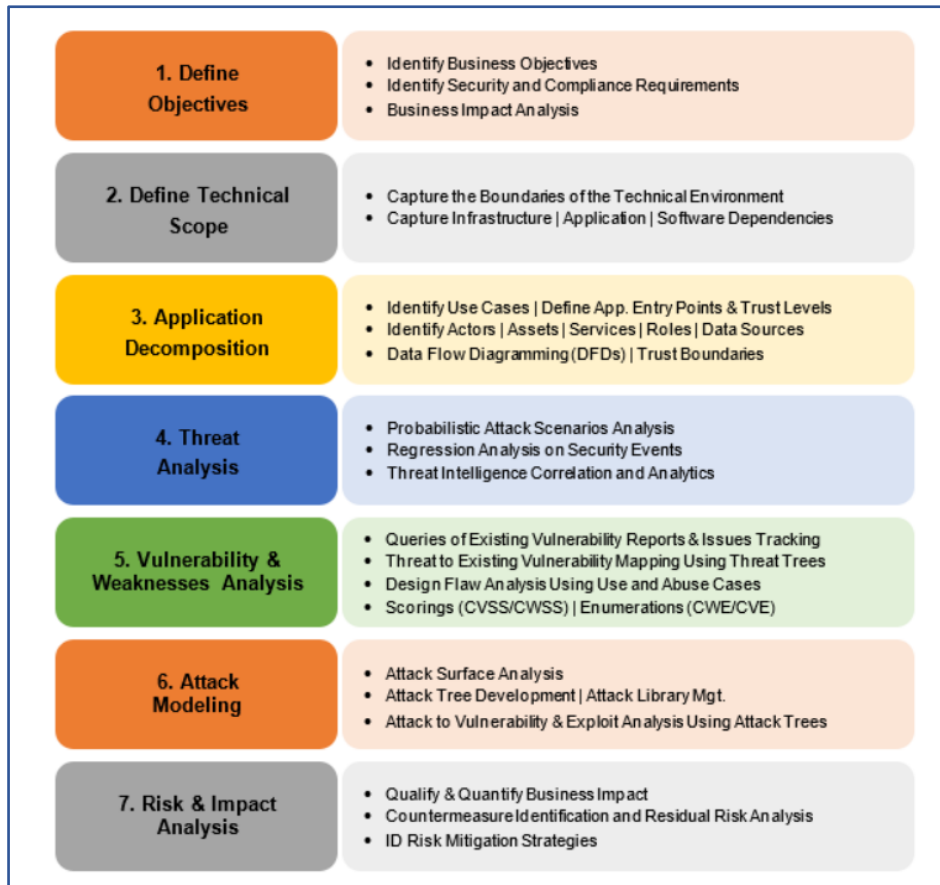 1. Define
Objectives
• Identify Business Objectives
• Identify Security and Compliance Requirements
• Business Impact Analysis
2. Define Technical
Scope
• Capture the Boundaries of the Technical Environment
• Capture Infrastructure | Application | Software Dependencies
3. Application
Decomposition
• Identify Use Cases | Define App. Entry Points & Trust Levels
• Identify Actors | Assets | Services | Roles | Data Sources
• Data Flow Diagramming (DFDs) | Trust Boundaries
4. Threat
Analysis
• Probabilistic Attack Scenarios Analysis
• Regression Analysis on Security Events
• Threat Intelligence Correlation and Analytics
5. Vulnerability &
Weaknesses Analysis
• Queries of Existing Vulnerability Reports & Issues Tracking
• Threat to Existing Vulnerability Mapping Using Threat Trees
• Design Flaw Analysis Using Use and Abuse Cases
• Scorings (CVSS/CWSS) | Enumerations (CWE/CVE)
6. Attack
Modeling
• Attack Surface Analysis
• Attack Tree Development | Attack Library Mgt.
• Attack to Vulnerability & Exploit Analysis Using Attack Trees
7. Risk & Impact
Analysis
• Qualify & Quantify Business Impact
• Countermeasure Identification and Residual Risk Analysis
• ID Risk Mitigation Strategies